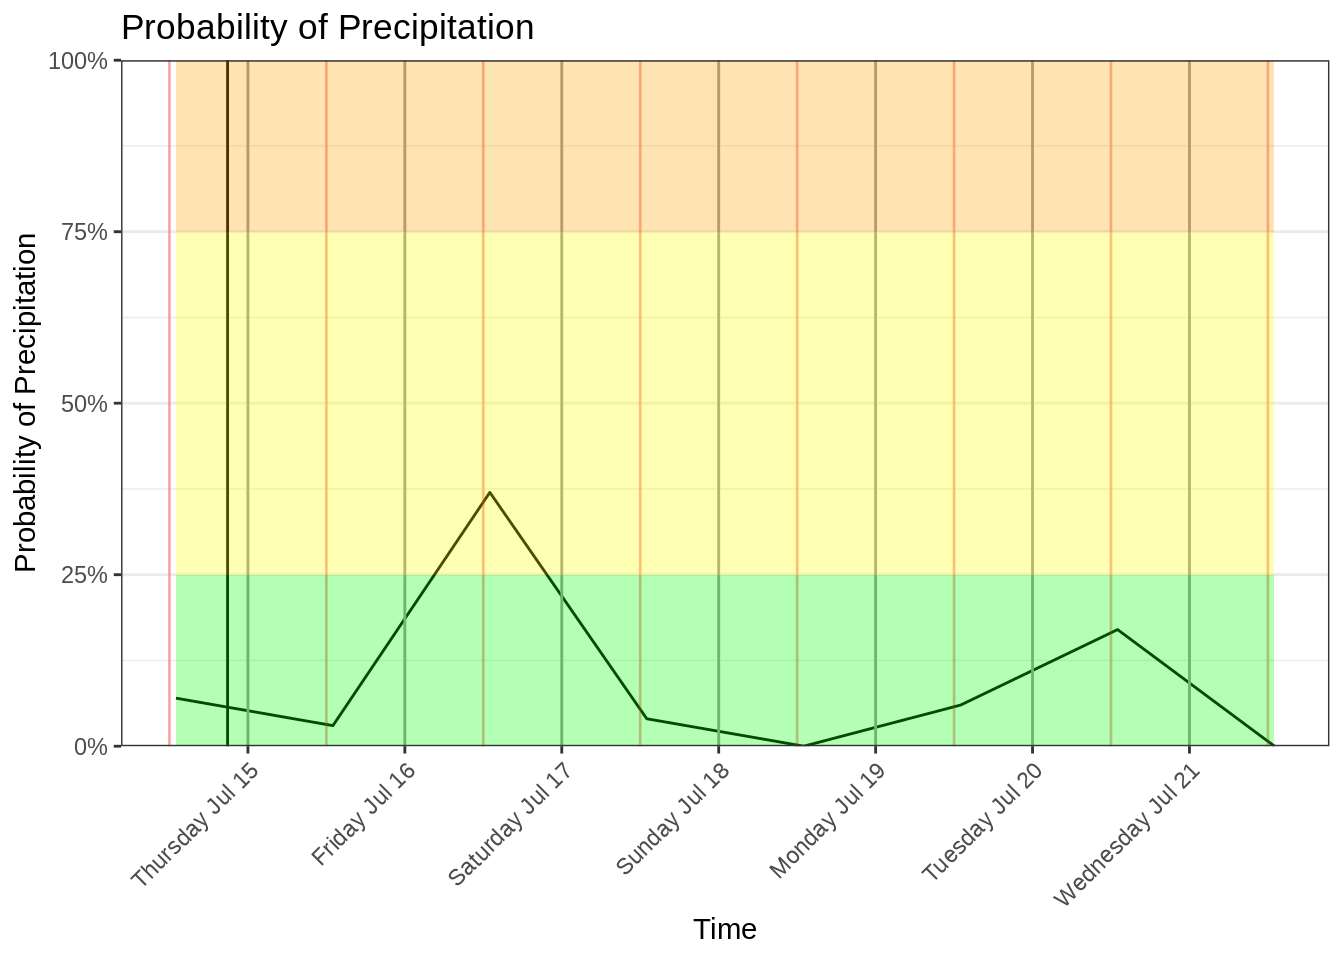 Probability of Precipitation
Probability of Precipitation
100%
75%
50%
25%
0%
Thursday Jul 15
Friday Jul 16
Saturday Jul 17
Sunday Jul 18
Monday Jul 19
Tuesday Jul 20
Wednesday Jul 21
Time